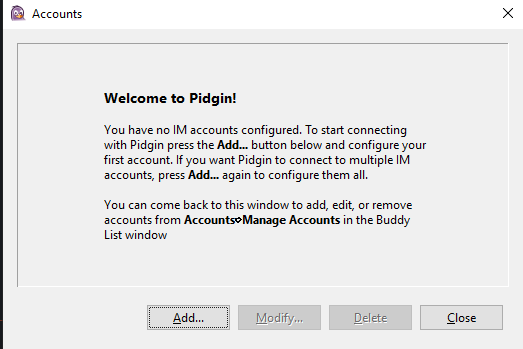 Accounts
Welcome to Pidgin!
You have no IM accounts configured. To start connecting
with Pidgin press the Add... button below and configure your
first account. If you want Pidgin to connect to multiple IM
accounts, press Add... again to configure them all.
You can come back to this window to add, edit, or remove
accounts from Accounts⇨Manage Accounts in the Buddy
List window
Add...
Modify...
Delete
Close